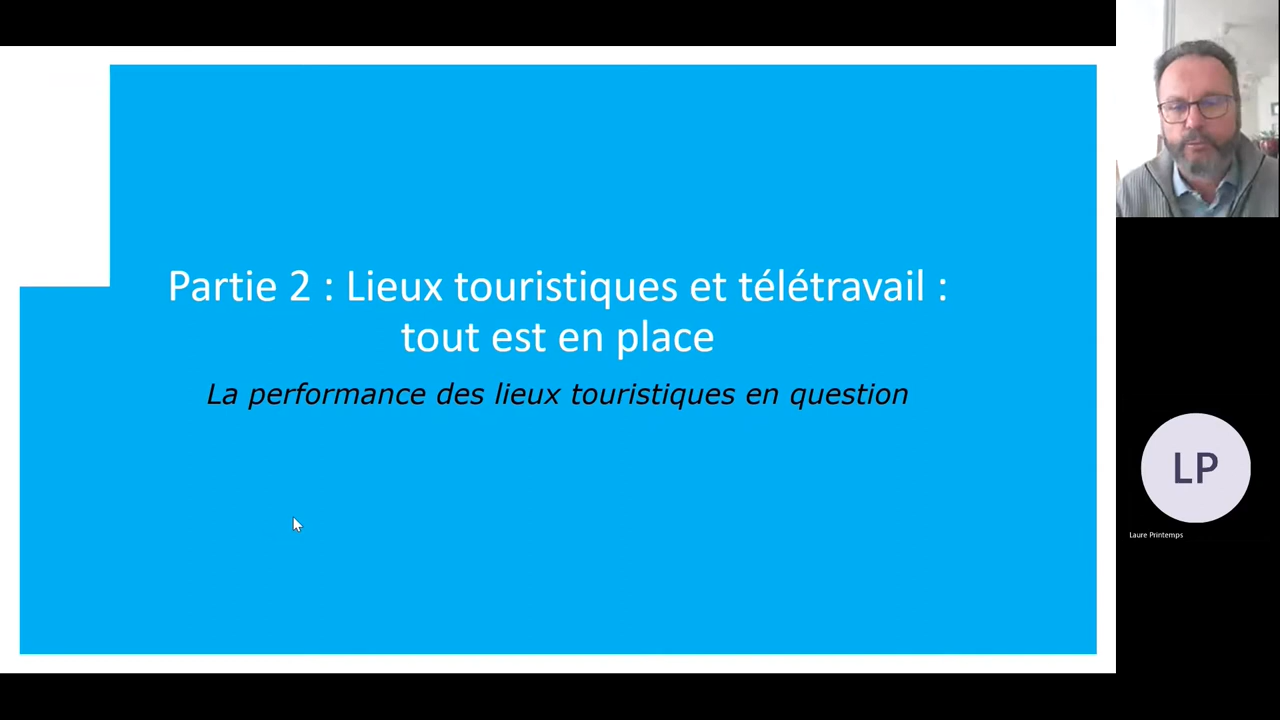 Partie 2 : Lieux touristiques et télétravail :
tout est en place
La performance des lieux touristiques en question
LP
Laure Printemps